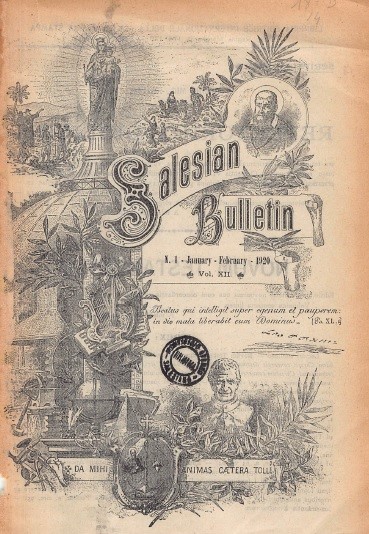 Salesian
Bulletin
N. 1 - January - February - 1920
Vol. XII.
Beatus qui intelligit super egenum et pauperem:
in die mala liberabit eum Dominus. [Ps. XL.]
DA MIHI ANIMAS CÆTERA TOLLE